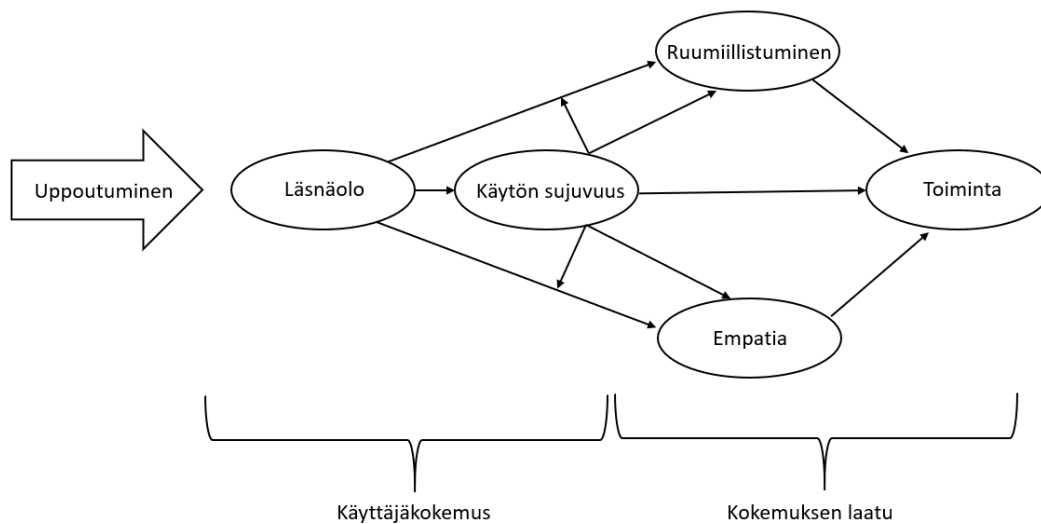 Ruumiillistuminen
Uppoutuminen
Läsnäolo
Käytön sujuvuus
Toiminta
Empatia
Käyttäjäkokemus
Kokemuksen laatu